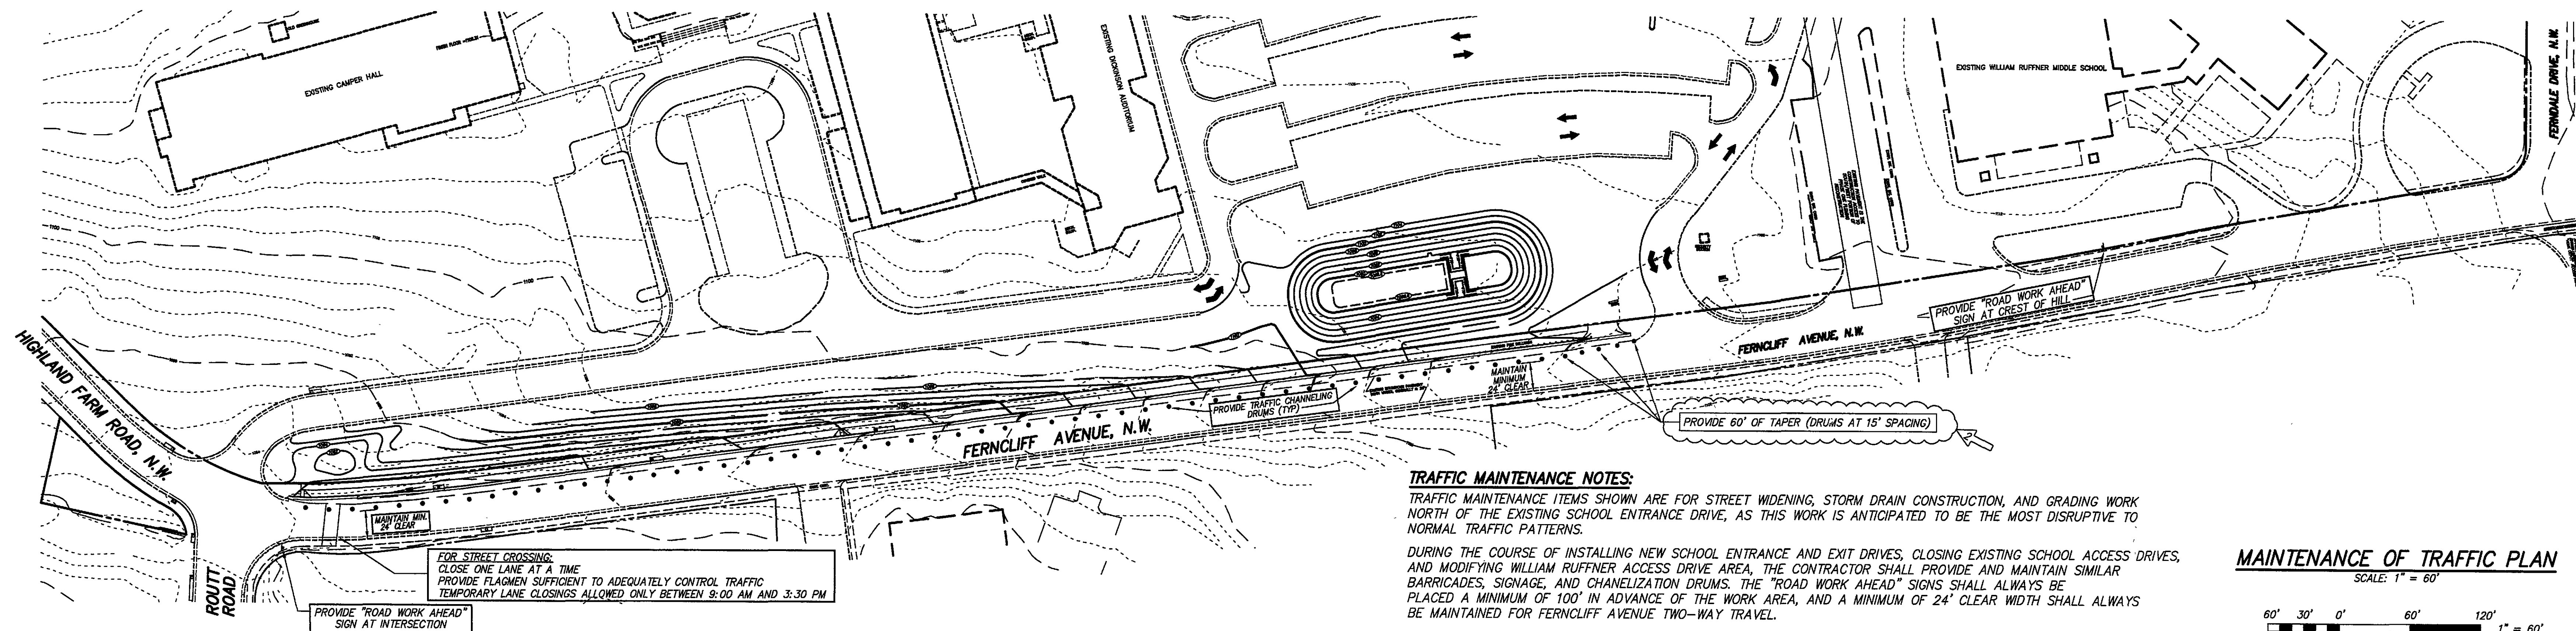 EXISTING CAMPER HALL
EXISTING DICKINSON AUDITORIUM
EXISTING WILLIAM RUFFNER MIDDLE SCHOOL
FERNDALE DRIVE, N.W.
1100
1100
HIGHLAND FARM ROAD, N.W.
PROVIDE "ROAD WORK AHEAD"
SIGN AT CREST OF HILL
FERNCLIFF AVENUE, N.W.
MAINTAIN
MINIMUM
24' CLEAR
PROVIDE TRAFFIC CHANNELING
DRUMS (TYP)
PROVIDE 60' OF TAPER (DRUMS AT 15' SPACING)
2
FERNCLIFF AVENUE, N.W.
MAINTAIN MIN.
24' CLEAR
FOR STREET CROSSING:
CLOSE ONE LANE AT A TIME
PROVIDE FLAGMEN SUFFICIENT TO ADEQUATELY CONTROL TRAFFIC
TEMPORARY LANE CLOSINGS ALLOWED ONLY BETWEEN 9:00 AM AND 3:30 PM
ROUTT
ROAD
PROVIDE "ROAD WORK AHEAD"
SIGN AT INTERSECTION
TRAFFIC MAINTENANCE NOTES:
TRAFFIC MAINTENANCE ITEMS SHOWN ARE FOR STREET WIDENING, STORM DRAIN CONSTRUCTION, AND GRADING WORK
NORTH OF THE EXISTING SCHOOL ENTRANCE DRIVE, AS THIS WORK IS ANTICIPATED TO BE THE MOST DISRUPTIVE TO
NORMAL TRAFFIC PATTERNS.
DURING THE COURSE OF INSTALLING NEW SCHOOL ENTRANCE AND EXIT DRIVES, CLOSING EXISTING SCHOOL ACCESS DRIVES,
AND MODIFYING WILLIAM RUFFNER ACCESS DRIVE AREA, THE CONTRACTOR SHALL PROVIDE AND MAINTAIN SIMILAR
BARRICADES, SIGNAGE, AND CHANELIZATION DRUMS. THE "ROAD WORK AHEAD" SIGNS SHALL ALWAYS BE
PLACED A MINIMUM OF 100' IN ADVANCE OF THE WORK AREA, AND A MINIMUM OF 24' CLEAR WIDTH SHALL ALWAYS
BE MAINTAINED FOR FERNCLIFF AVENUE TWO-WAY TRAVEL.
MAINTENANCE OF TRAFFIC PLAN
SCALE: 1" = 60'
60' 30' 0' 60' 120'
1" = 60'